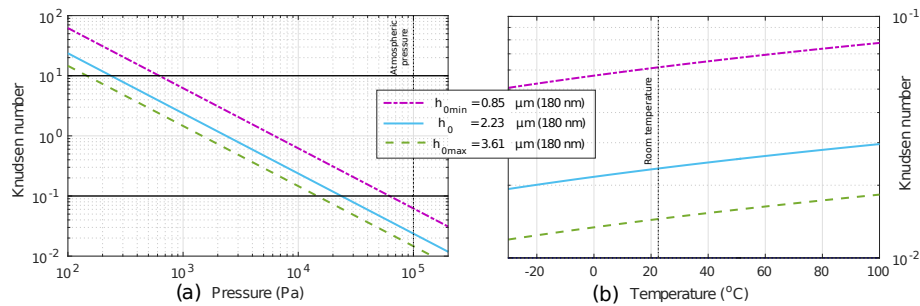 10^2
10^1
10^0
10^-1
10^-2
Knudsen number
10^2
10^3
10^4
10^5
(a) Pressure (Pa)
Atmospheric
pressure
h_0min = 0.85 μm (180 nm)
h_0 = 2.23 μm (180 nm)
h_0max = 3.61 μm (180 nm)
Room temperature
-20
0
20
40
60
80
100
(b) Temperature (°C)
10^-1
10^-2
Knudsen number